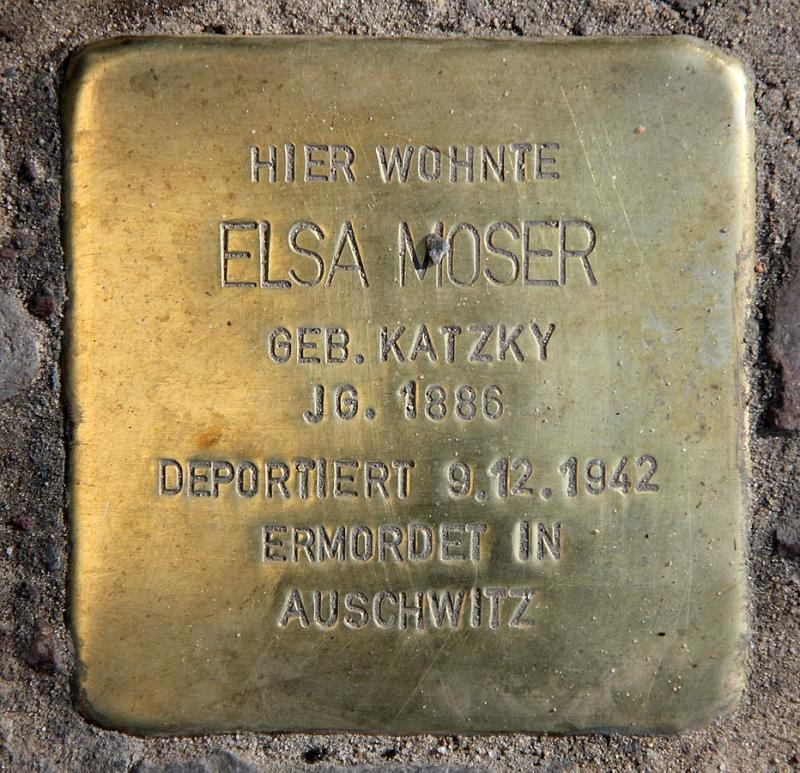 HIER WOHNTE
ELSA MOSER
GEB. KATZKY
JG. 1886
DEPORTIERT 9.12.1942
ERMORDET IN
AUSCHWITZ